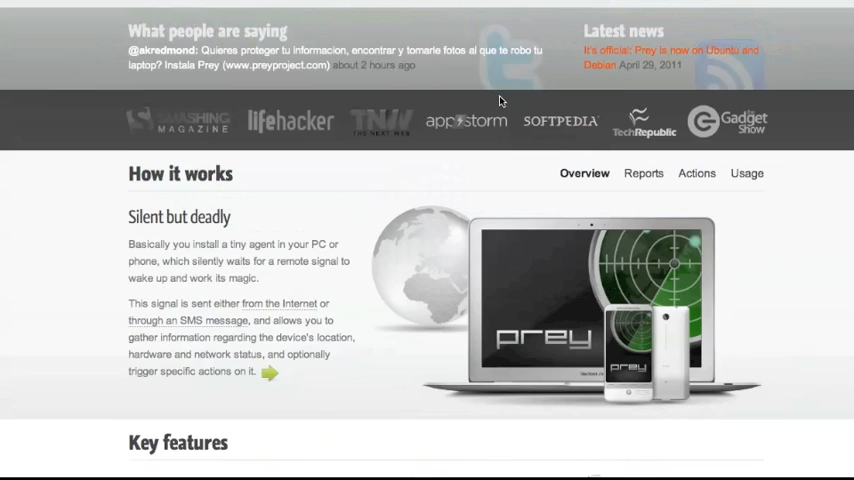 What people are saying
@akredmond: Quieres proteger tu informacion, encontrar y tomarle fotos al que te robo tu
laptop? Instala Prey (www.preyproject.com) about 2 hours ago
Latest news
It's official: Prey is now on Ubuntu and
Debian April 29, 2011
SMASHING
MAGAZINE
lifehacker
TNW
THE NEXT WEB
appstorm
SOFTPEDIA
TechRepublic
Gadget
Show
How it works
Overview Reports Actions Usage
Silent but deadly
Basically you install a tiny agent in your PC or
phone, which silently waits for a remote signal to
wake up and work its magic.
This signal is sent either from the Internet or
through an SMS message, and allows you to
gather information regarding the device's location,
hardware and network status, and optionally
trigger specific actions on it.
prey
prey
Key features